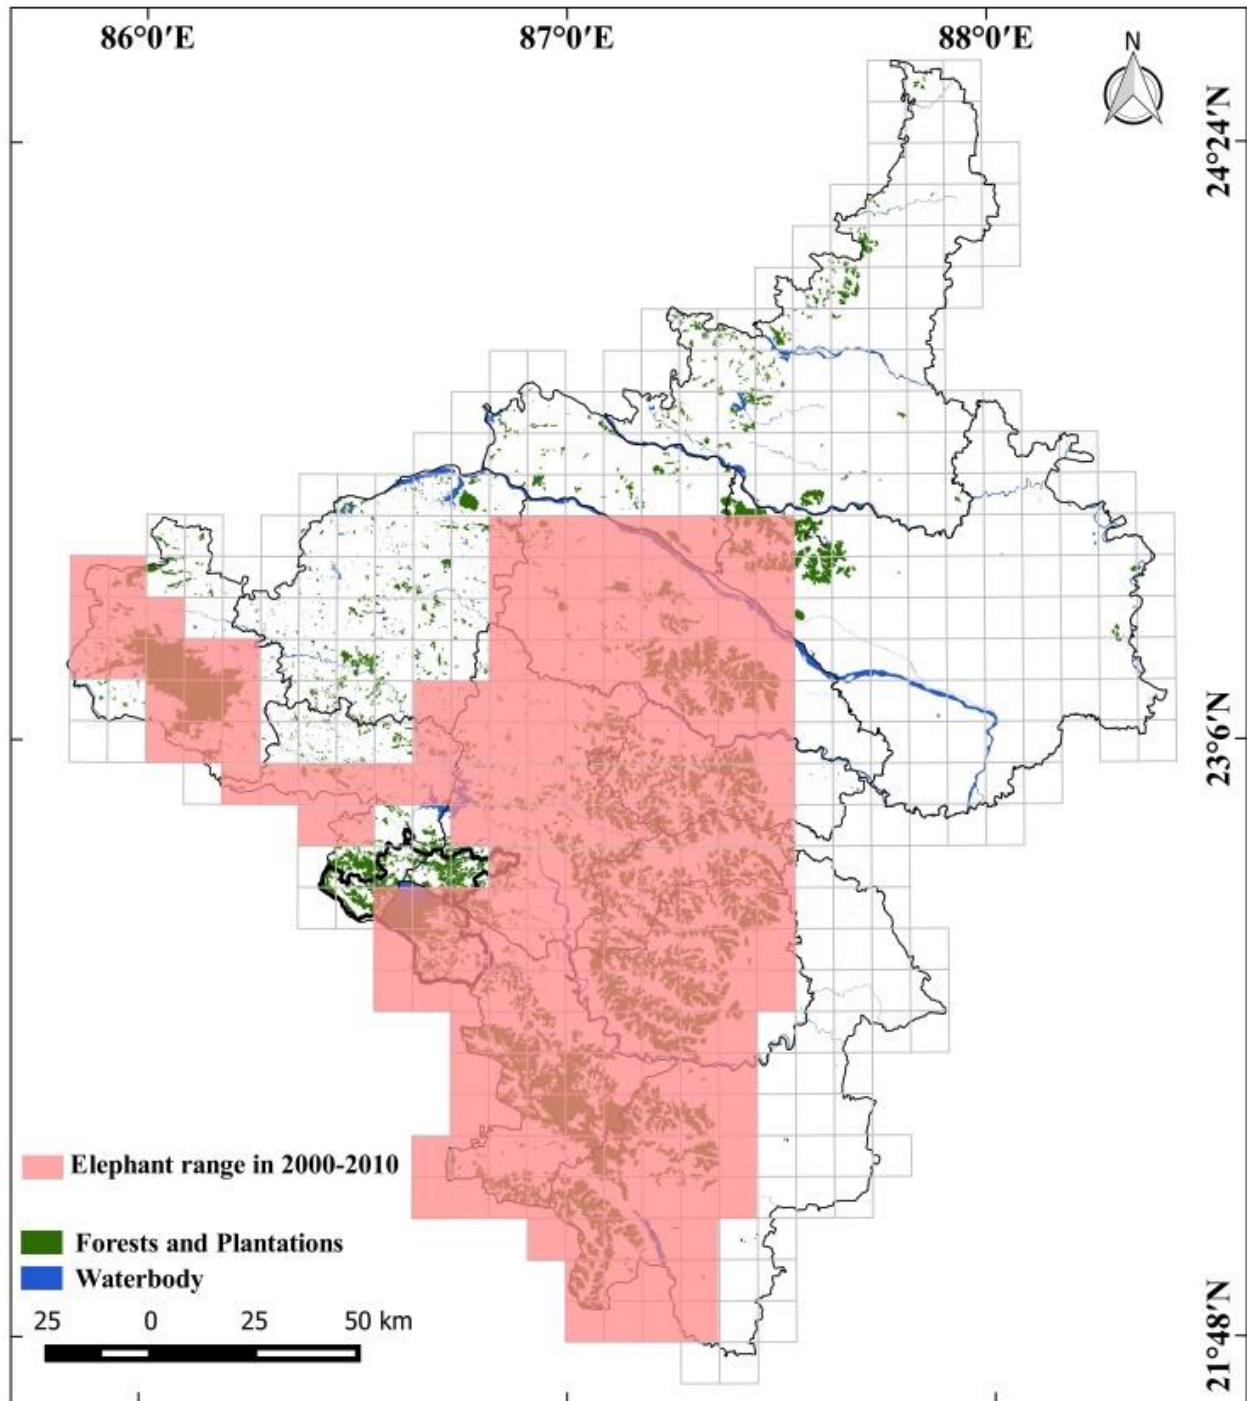 86°0′E 87°0′E 88°0′E
N
24°24′N
23°6′N
Elephant range in 2000-2010
Forests and Plantations
Waterbody
25 0 25 50 km
21°48′N